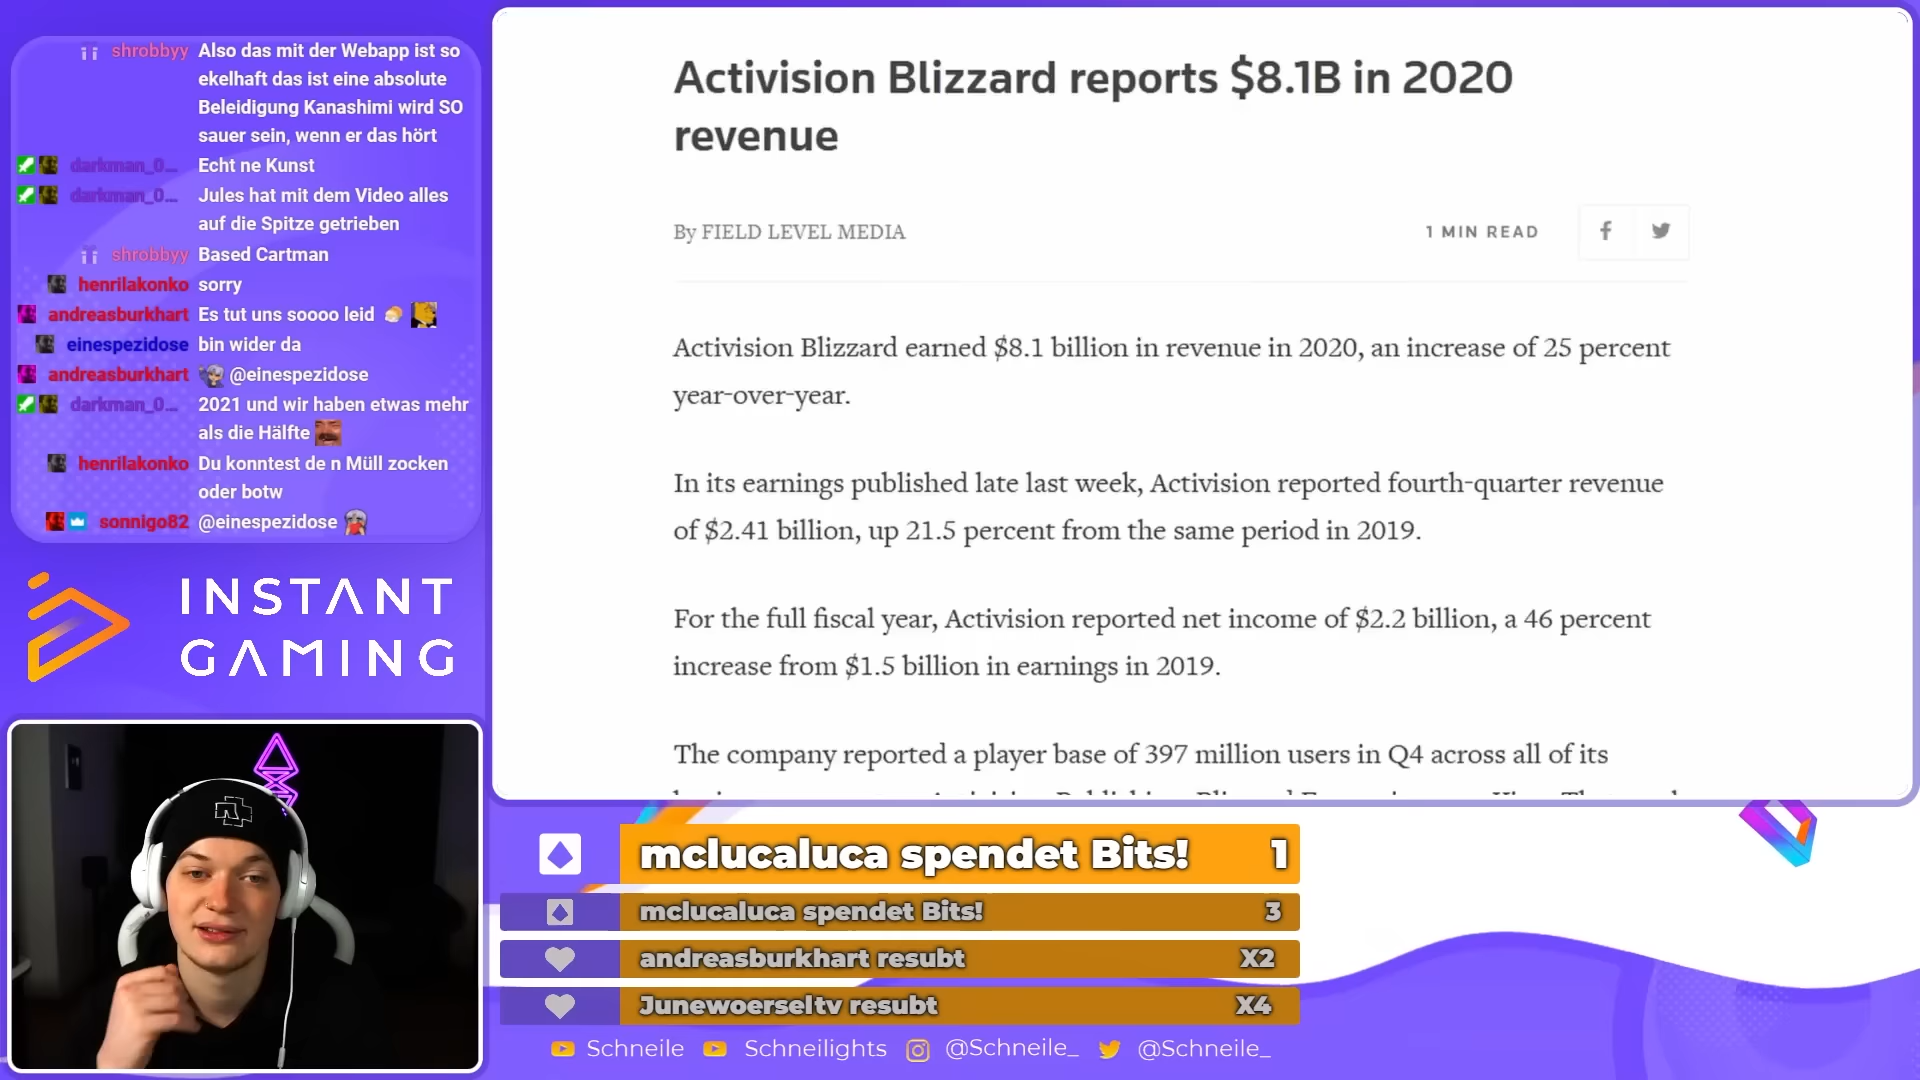 shrobbyy Also das mit der Webapp ist so
ekelhaft das ist eine absolute
Beleidigung Kanashimi wird SO
sauer sein, wenn er das hört
darkman_0... Echt ne Kunst
darkman_0... Jules hat mit dem Video alles
auf die Spitze getrieben
shrobbyy Based Cartman
henrilakonko sorry
andreasburkhart Es tut uns soooo leid
einespezidose bin wider da
andreasburkhart @einespezidose
darkman_0... 2021 und wir haben etwas mehr
als die Hälfte
henrilakonko Du konntest de n Müll zocken
oder botw
sonnigo82 @einespezidose
INSTANT
GAMING
Activision Blizzard reports $8.1B in 2020
revenue
By FIELD LEVEL MEDIA
1 MIN READ
Activision Blizzard earned $8.1 billion in revenue in 2020, an increase of 25 percent
year-over-year.
In its earnings published late last week, Activision reported fourth-quarter revenue
of $2.41 billion, up 21.5 percent from the same period in 2019.
For the full fiscal year, Activision reported net income of $2.2 billion, a 46 percent
increase from $1.5 billion in earnings in 2019.
The company reported a player base of 397 million users in Q4 across all of its
mclucaluca spendet Bits! 1
mclucaluca spendet Bits! 3
andreasburkhart resubt X2
Junewoerseltv resubt X4
Schneile Schneilights @Schneile_ @Schneile_